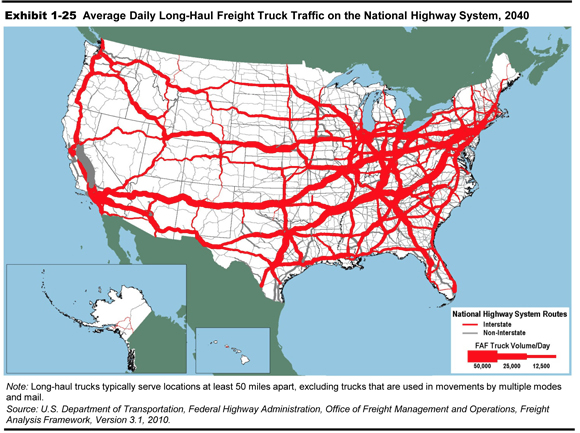 Exhibit 1-25 Average Daily Long-Haul Freight Truck Traffic on the National Highway System, 2040
National Highway System Routes
Interstate
Non-Interstate
FAF Truck Volume/Day
50,000 25,000 12,500
Note: Long-haul trucks typically serve locations at least 50 miles apart, excluding trucks that are used in movements by multiple modes
and mail.
Source: U.S. Department of Transportation, Federal Highway Administration, Office of Freight Management and Operations, Freight
Analysis Framework, Version 3.1, 2010.